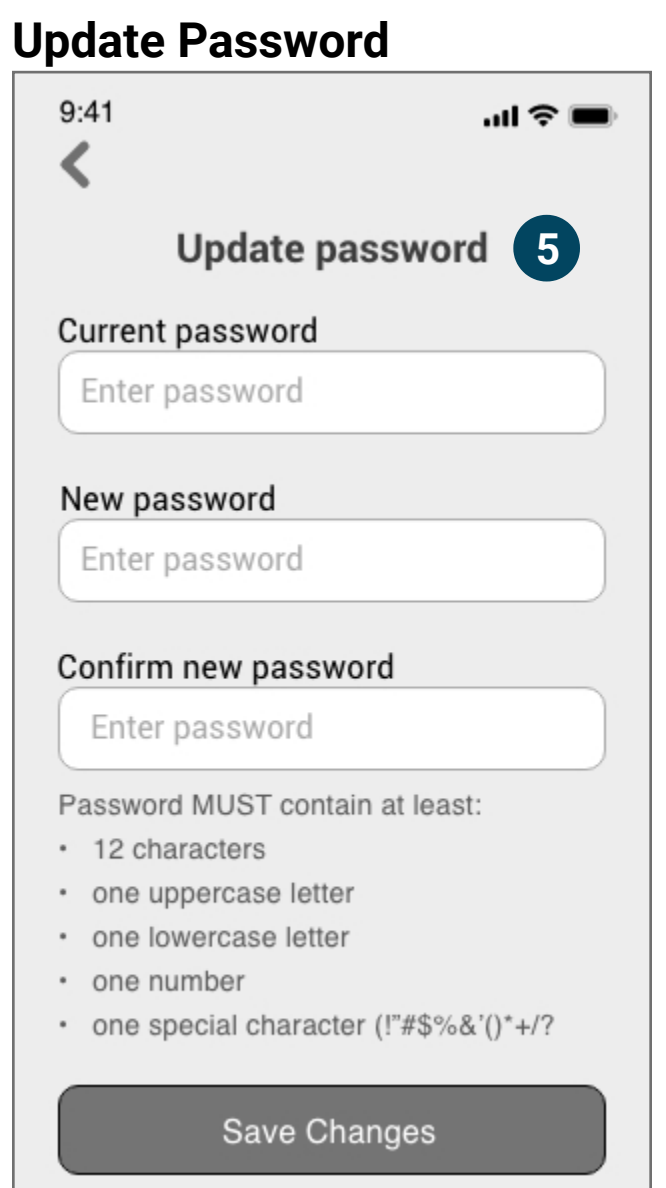 Update Password
9:41
Update password 5
Current password
Enter password
New password
Enter password
Confirm new password
Enter password
Password MUST contain at least:
• 12 characters
• one uppercase letter
• one lowercase letter
• one number
• one special character (!”#$%&’()*+/?
Save Changes